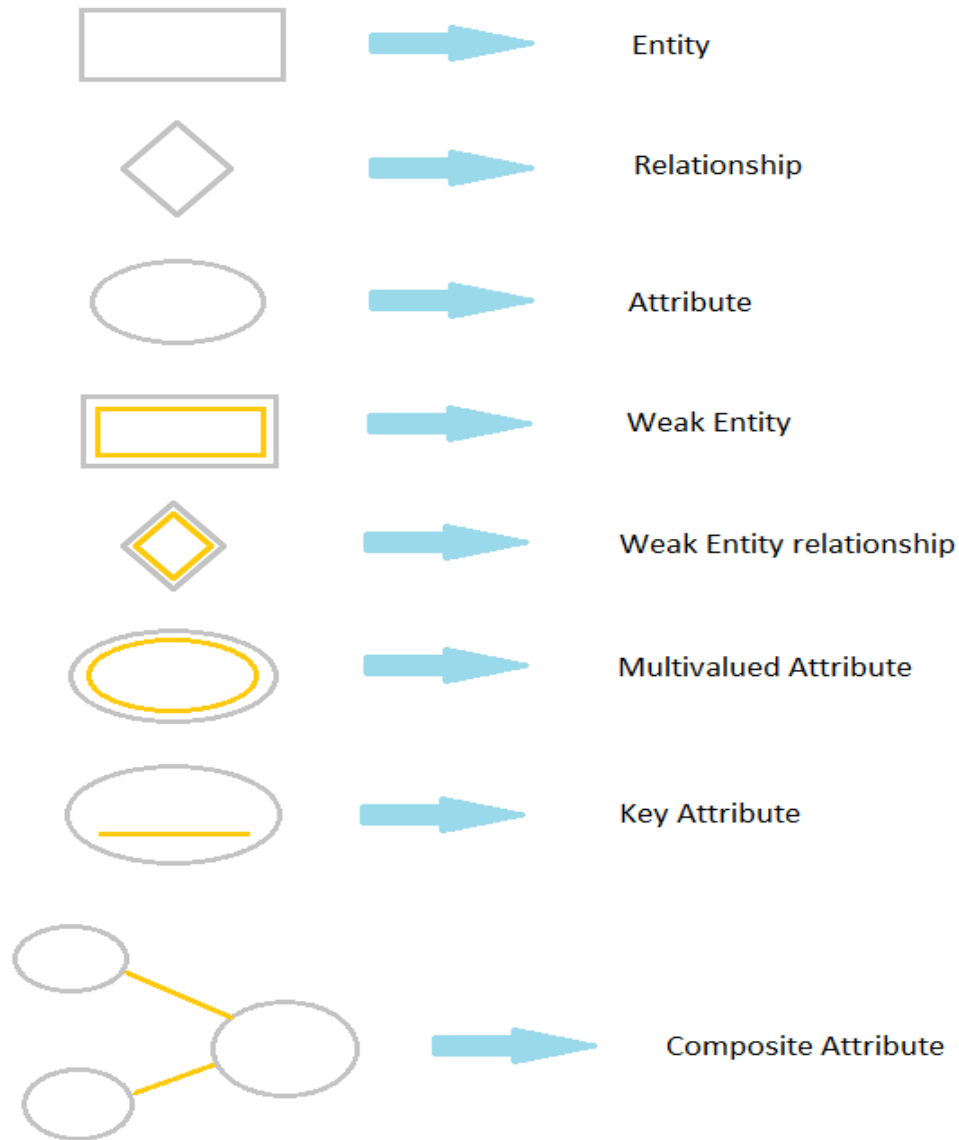 Entity
Relationship
Attribute
Weak Entity
Weak Entity relationship
Multivalued Attribute
Key Attribute
Composite Attribute